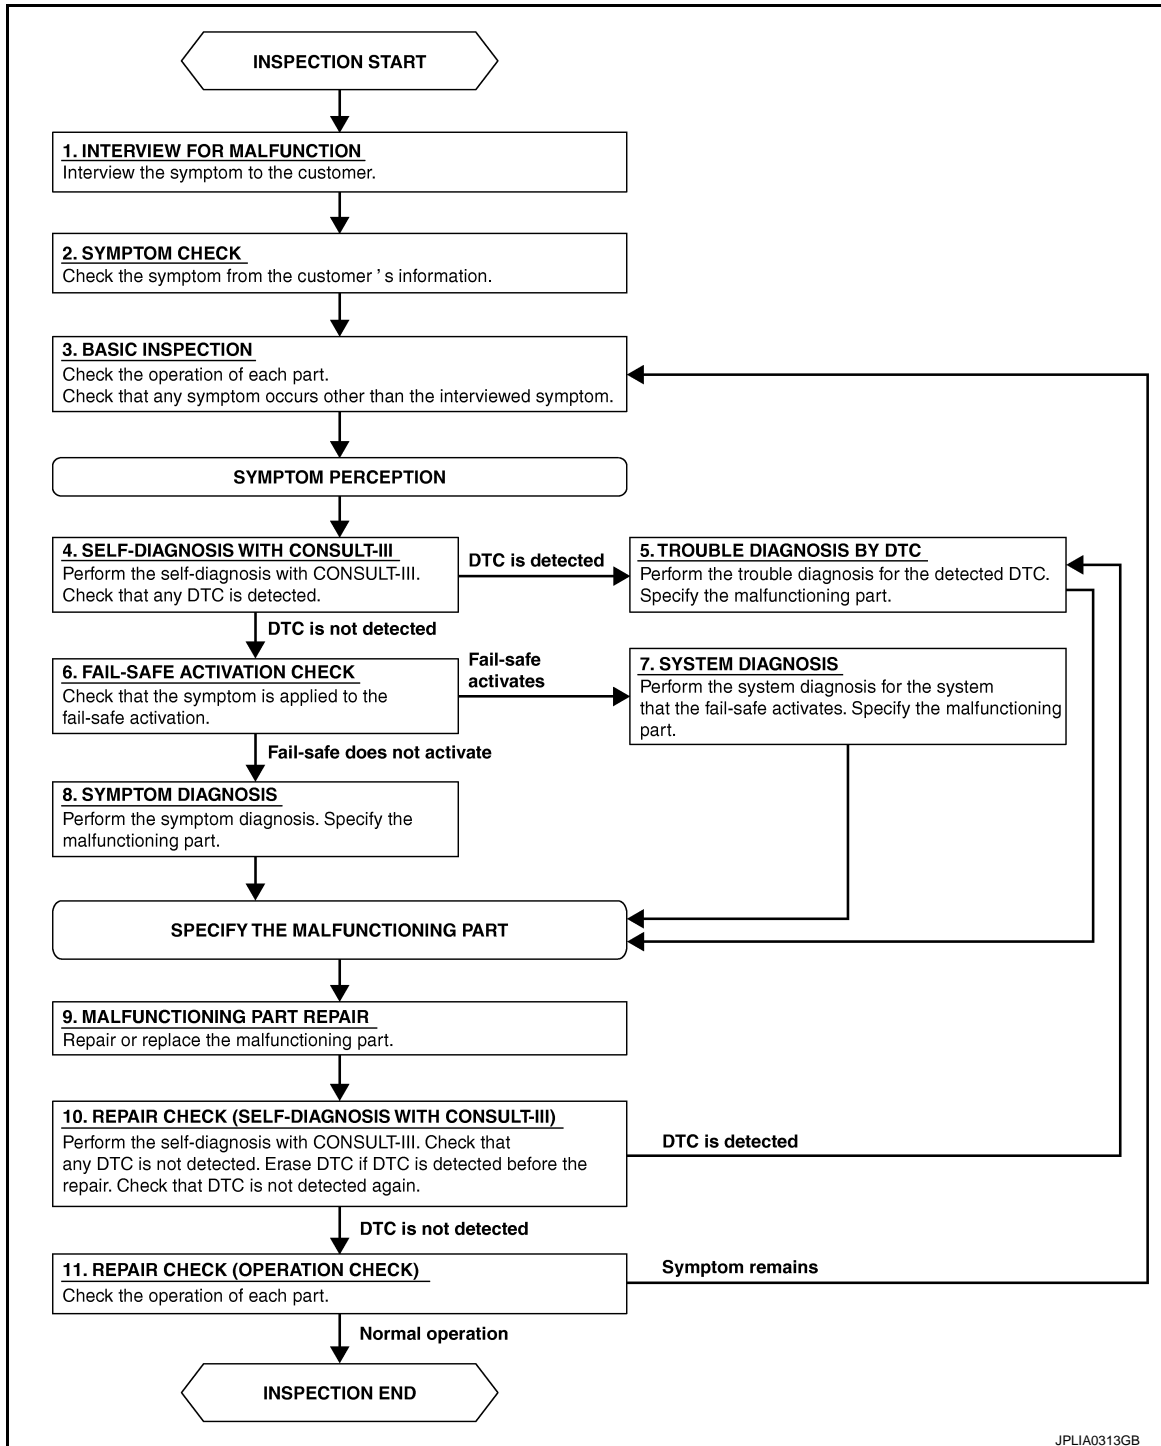 INSPECTION START
1. INTERVIEW FOR MALFUNCTION
Interview the symptom to the customer.
2. SYMPTOM CHECK
Check the symptom from the customer ’ s information.
3. BASIC INSPECTION
Check the operation of each part.
Check that any symptom occurs other than the interviewed symptom.
SYMPTOM PERCEPTION
4. SELF-DIAGNOSIS WITH CONSULT-III
Perform the self-diagnosis with CONSULT-III.
Check that any DTC is detected.
DTC is detected
5. TROUBLE DIAGNOSIS BY DTC
Perform the trouble diagnosis for the detected DTC.
Specify the malfunctioning part.
DTC is not detected
6. FAIL-SAFE ACTIVATION CHECK
Check that the symptom is applied to the
fail-safe activation.
Fail-safe
activates
7. SYSTEM DIAGNOSIS
Perform the system diagnosis for the system
that the fail-safe activates. Specify the malfunctioning
part.
Fail-safe does not activate
8. SYMPTOM DIAGNOSIS
Perform the symptom diagnosis. Specify the
malfunctioning part.
SPECIFY THE MALFUNCTIONING PART
9. MALFUNCTIONING PART REPAIR
Repair or replace the malfunctioning part.
10. REPAIR CHECK (SELF-DIAGNOSIS WITH CONSULT-III)
Perform the self-diagnosis with CONSULT-III. Check that
any DTC is not detected. Erase DTC if DTC is detected before the
repair. Check that DTC is not detected again.
DTC is detected
DTC is not detected
11. REPAIR CHECK (OPERATION CHECK)
Check the operation of each part.
Symptom remains
Normal operation
INSPECTION END
JPLIA0313GB